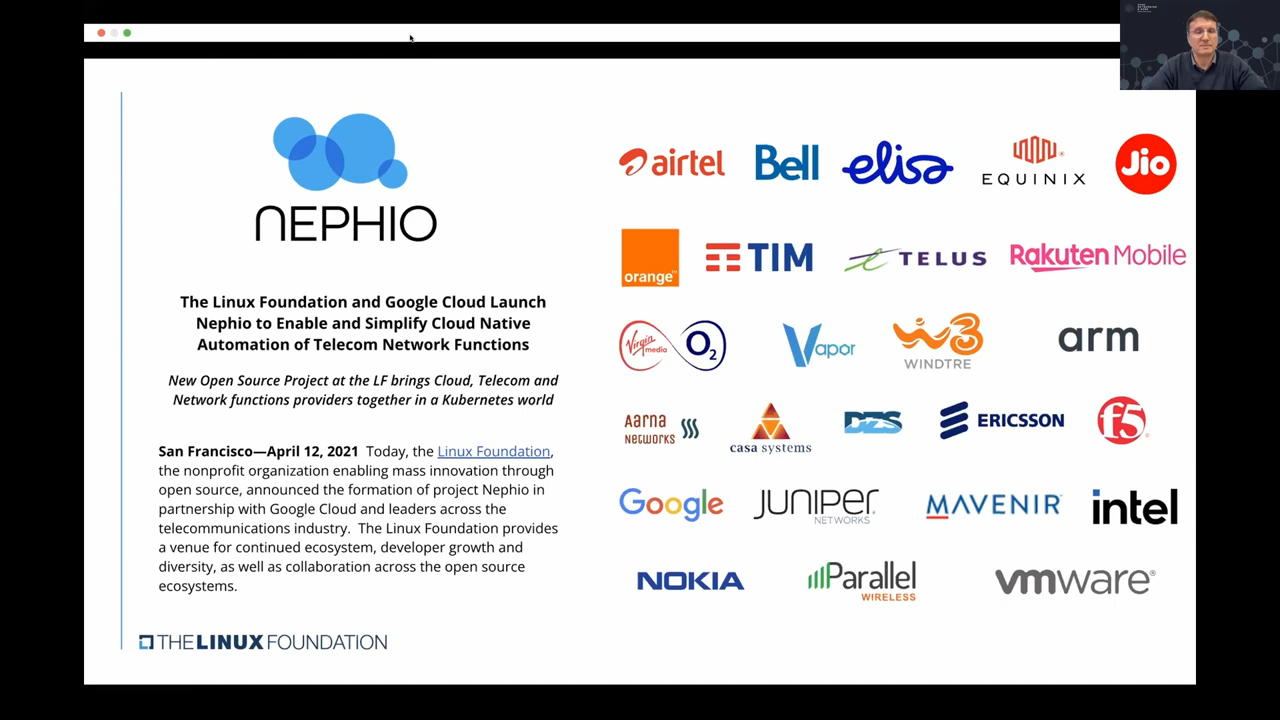 NEPHIO
The Linux Foundation and Google Cloud Launch
Nephio to Enable and Simplify Cloud Native
Automation of Telecom Network Functions
New Open Source Project at the LF brings Cloud, Telecom and
Network functions providers together in a Kubernetes world
San Francisco—April 12, 2021 Today, the Linux Foundation,
the nonprofit organization enabling mass innovation through
open source, announced the formation of project Nephio in
partnership with Google Cloud and leaders across the
telecommunications industry. The Linux Foundation provides
a venue for continued ecosystem, developer growth and
diversity, as well as collaboration across the open source
ecosystems.
THE LINUX FOUNDATION
airtel Bell elisa EQUINIX Jio
orange™ TIM TELUS Rakuten Mobile
Virgin media O2 Vapor WINDTRE arm
Aarna NETWORKS casa systems DZS ERICSSON f5
Google JUNIPER NETWORKS MAVENIR intel
NOKIA Parallel WIRELESS vmware®